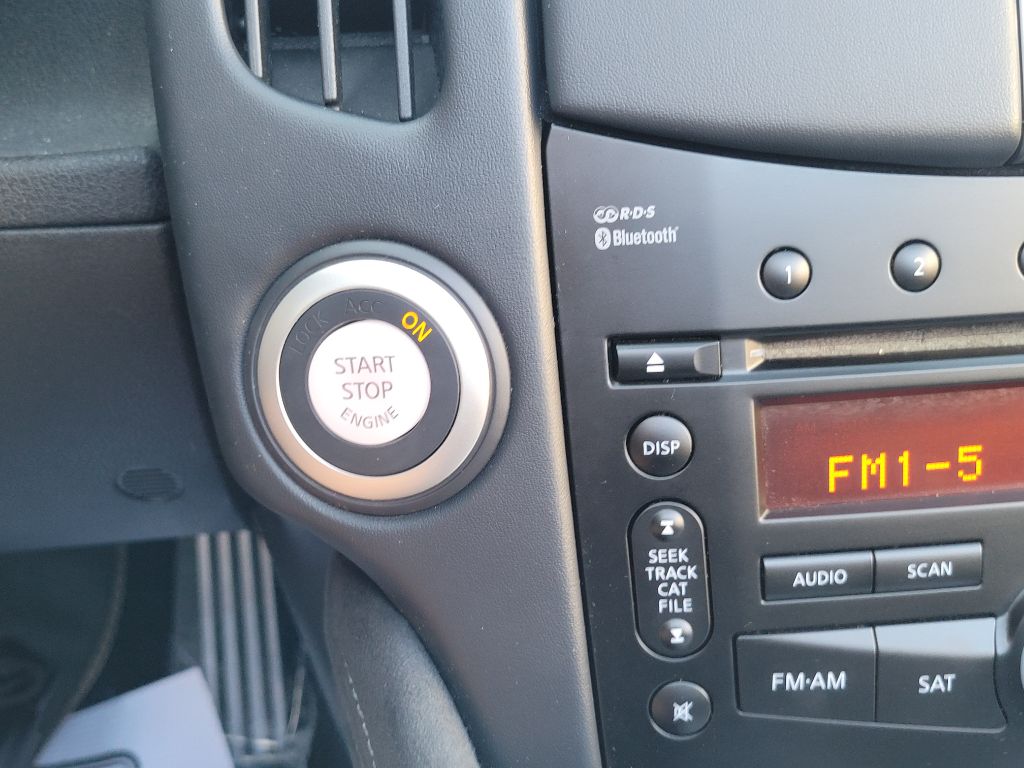 LOCK ACC ON
START
STOP
ENGINE
R·D·S
Bluetooth
1
2
DISP
FM1-5
SEEK
TRACK
CAT
FILE
AUDIO
SCAN
FM·AM
SAT